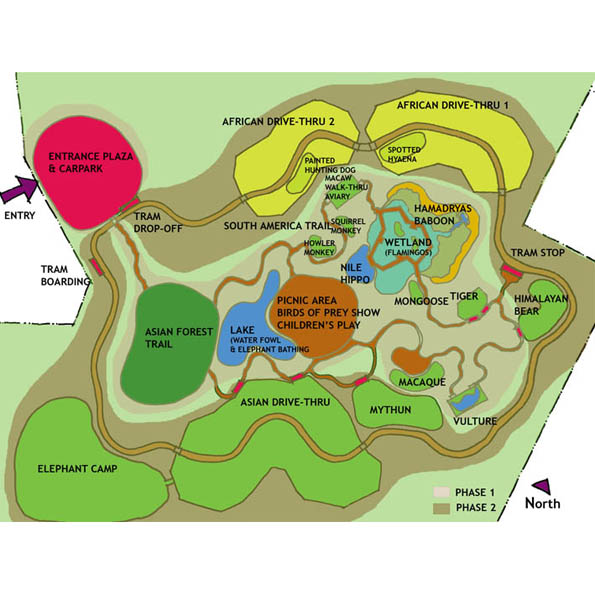 AFRICAN DRIVE-THRU 1
AFRICAN DRIVE-THRU 2
ENTRANCE PLAZA
& CARPARK
SPOTTED
HYAENA
PAINTED
HUNTING DOG
MACAW
WALK-THRU
AVIARY
ENTRY
TRAM
DROP-OFF
SOUTH AMERICA TRAIL
SQUIRREL
MONKEY
HOWLER
MONKEY
HAMADRYAS
BABOON
WETLAND
(FLAMINGOS)
TRAM STOP
TRAM
BOARDING
NILE
HIPPO
PICNIC AREA
BIRDS OF PREY SHOW
CHILDREN'S PLAY
MONGOOSE
TIGER
HIMALAYAN
BEAR
ASIAN FOREST
TRAIL
LAKE
(WATER FOWL
& ELEPHANT BATHING)
MACAQUE
ASIAN DRIVE-THRU
MYTHUN
VULTURE
ELEPHANT CAMP
PHASE 1
PHASE 2
North